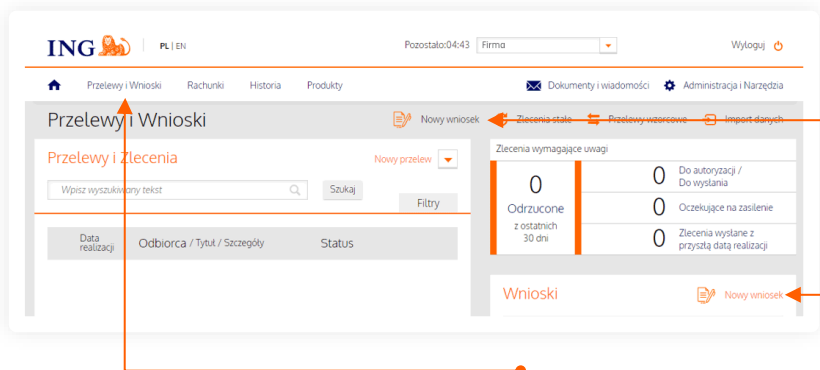 ING PL | EN Pozostało:04:43 Firma Wyloguj
Przelewy i Wnioski Rachunki Historia Produkty Dokumenty i wiadomości Administracja i Narzędzia
Przelewy i Wnioski Nowy wniosek Zlecenia stałe Przelewy wzorcowe Import danych
Przelewy i Zlecenia Nowy przelew
Wpisz wyszukiwany tekst Szukaj
Filtry
Data realizacji Odbiorca / Tytuł / Szczegóły Status
Zlecenia wymagające uwagi
0
Odrzucone
z ostatnich
30 dni
0 Do autoryzacji /
Do wysłania
0 Oczekujące na zasilenie
0 Zlecenia wysłane z
przyszłą datą realizacji
Wnioski Nowy wniosek